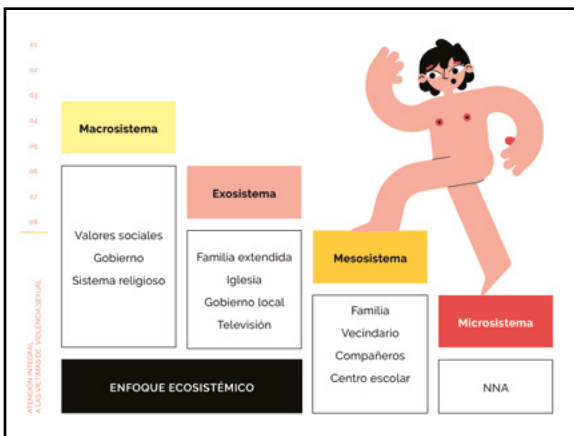 01
02
03
04
05
06
07
08
ATENCIÓN INTEGRAL
A LAS VÍCTIMAS DE VIOLENCIA SEXUAL
Macrosistema
Valores sociales
Gobierno
Sistema religioso
Exosistema
Familia extendida
Iglesia
Gobierno local
Televisión
ENFOQUE ECOSISTÉMICO
Mesosistema
Familia
Vecindario
Compañeros
Centro escolar
Microsistema
NNA